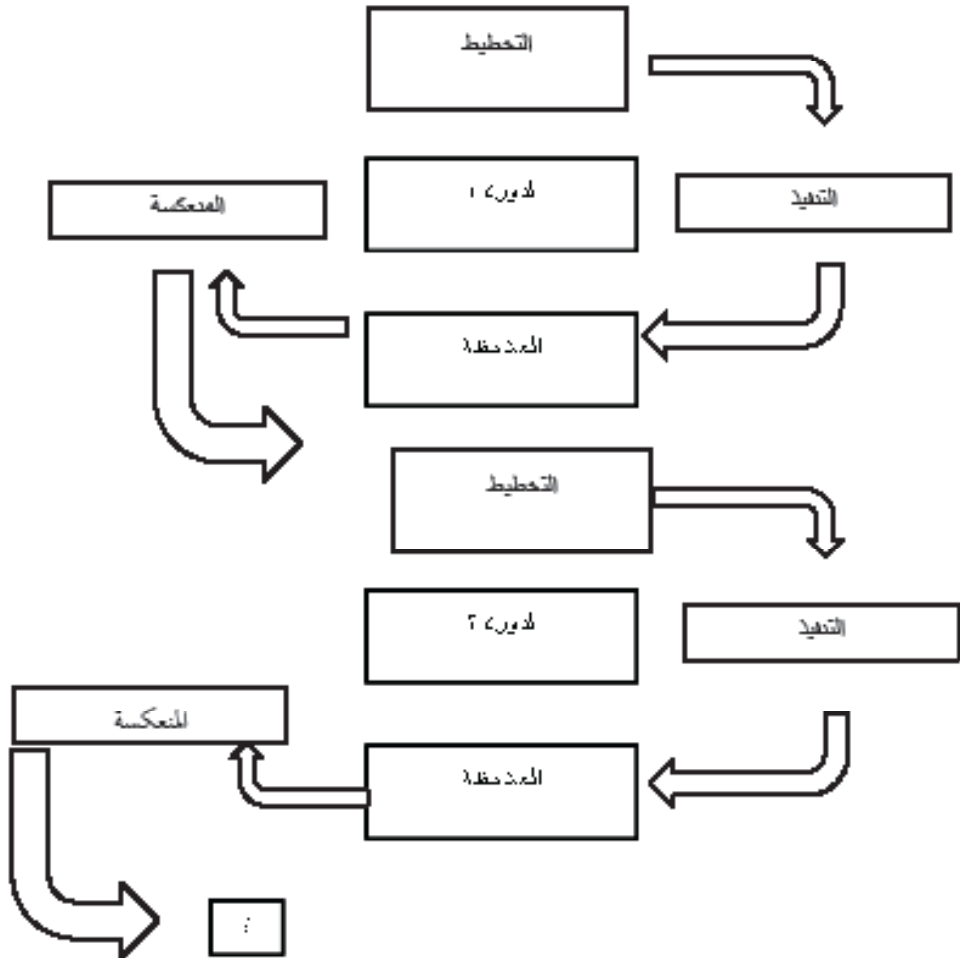 التخطيط
المنعكسة
الدورة ١
التنفيذ
الملاحظة
التخطيط
الدورة ٢
التنفيذ
المنعكسة
الملاحظة